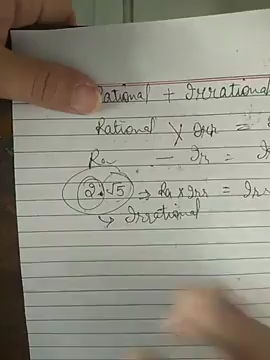 Rational + Irrational
Rational × Irr =
Ra — Ir = I
2·√5 → Ra × Irr = Irr
↳ Irrational